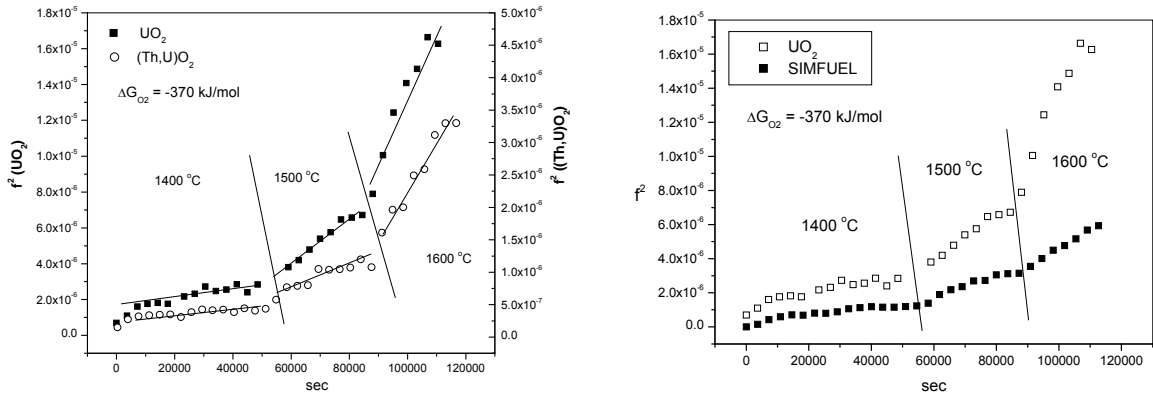 1.8x10⁻⁵
1.6x10⁻⁵
1.4x10⁻⁵
1.2x10⁻⁵
1.0x10⁻⁵
8.0x10⁻⁶
6.0x10⁻⁶
4.0x10⁻⁶
2.0x10⁻⁶
0.0
f² (UO₂)
UO₂
(Th,U)O₂
ΔG_O2 = -370 kJ/mol
1400 °C
1500 °C
1600 °C
5.0x10⁻⁶
4.5x10⁻⁶
4.0x10⁻⁶
3.5x10⁻⁶
3.0x10⁻⁶
2.5x10⁻⁶
2.0x10⁻⁶
1.5x10⁻⁶
1.0x10⁻⁶
5.0x10⁻⁷
0.0
f² ((Th,U)O₂)
0 20000 40000 60000 80000 100000 120000
sec
1.8x10⁻⁵
1.6x10⁻⁵
1.4x10⁻⁵
1.2x10⁻⁵
1.0x10⁻⁵
8.0x10⁻⁶
6.0x10⁻⁶
4.0x10⁻⁶
2.0x10⁻⁶
0.0
f²
UO₂
SIMFUEL
ΔG_O2 = -370 kJ/mol
1400 °C
1500 °C
1600 °C
0 20000 40000 60000 80000 100000 120000
sec